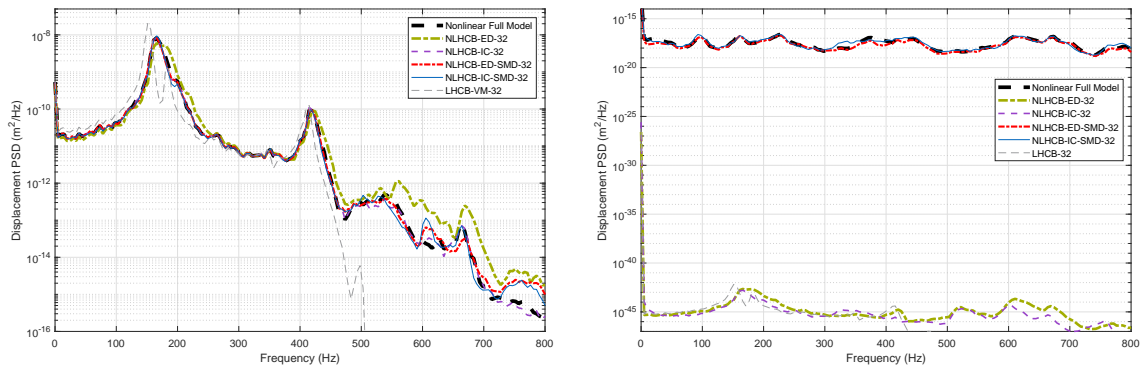 10^-8
10^-10
10^-12
10^-14
10^-16
Displacement PSD (m^2/Hz)
0 100 200 300 400 500 600 700 800
Frequency (Hz)
Nonlinear Full Model
NLHCB-ED-32
NLHCB-IC-32
NLHCB-ED-SMD-32
NLHCB-IC-SMD-32
LHCB-VM-32
10^-15
10^-20
10^-25
10^-30
10^-35
10^-40
10^-45
Displacement PSD (m^2/Hz)
0 100 200 300 400 500 600 700 800
Frequency (Hz)
Nonlinear Full Model
NLHCB-ED-32
NLHCB-IC-32
NLHCB-ED-SMD-32
NLHCB-IC-SMD-32
LHCB-32